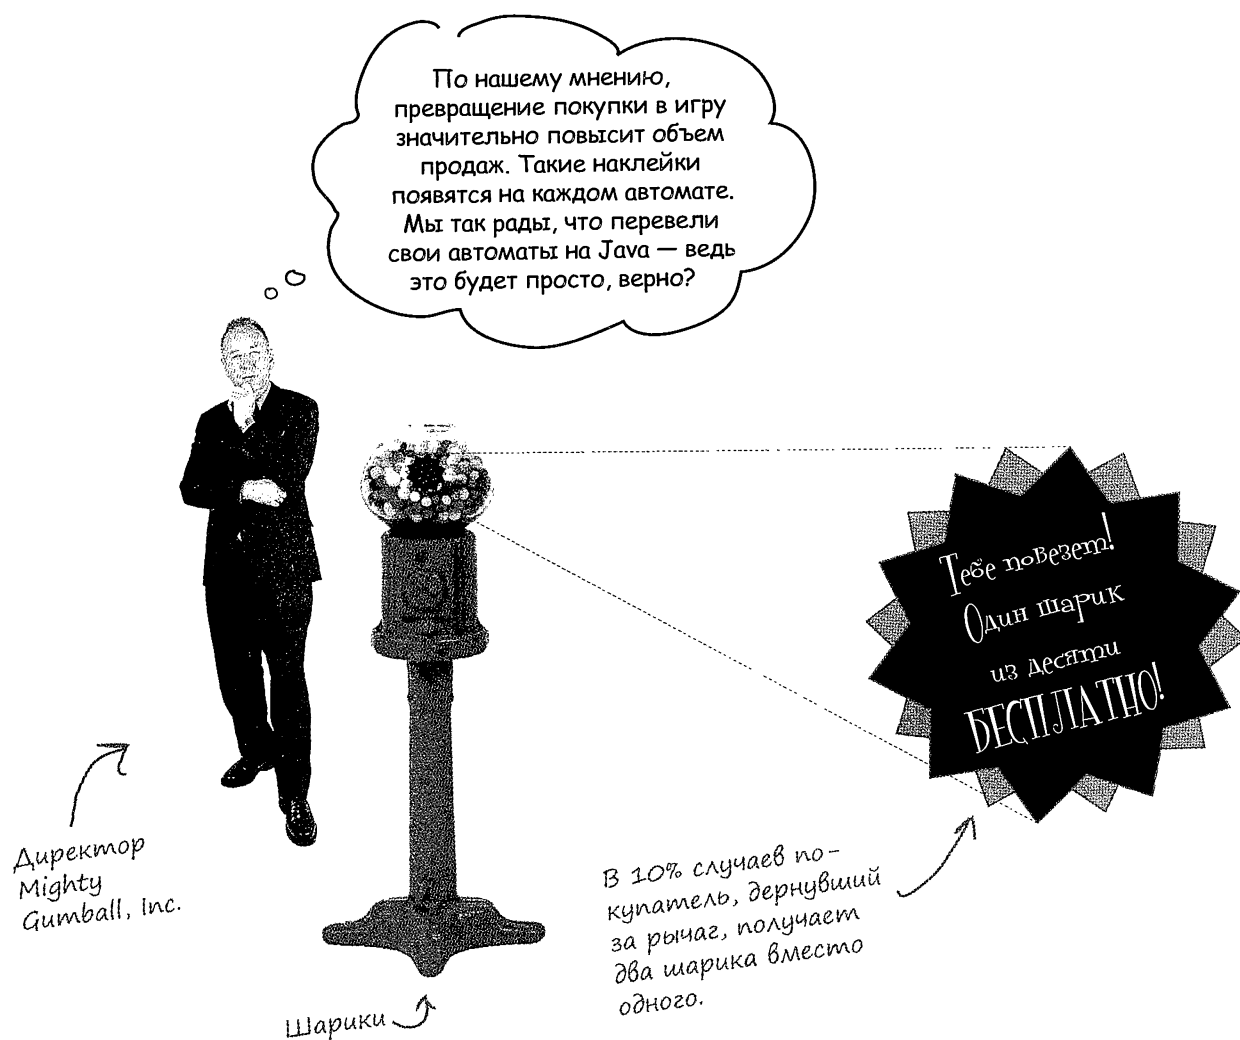 По нашему мнению,
превращение покупки в игру
значительно повысит объем
продаж. Такие наклейки
появятся на каждом автомате.
Мы так рады, что перевели
свои автоматы на Java — ведь
это будет просто, верно?
Тебе повезет!
Один шарик
из десяти
БЕСПЛАТНО!
Директор
Mighty
Gumball, Inc.
В 10% случаев по-
купатель, дернувший
за рычаг, получает
два шарика вместо
одного.
Шарики